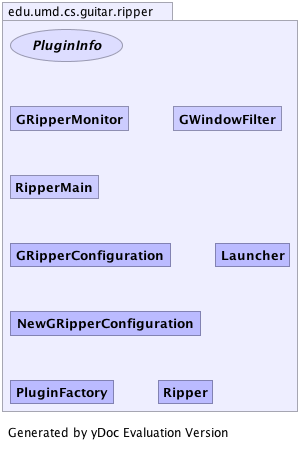 edu.umd.cs.guitar.ripper
PluginInfo
GRipperMonitor GWindowFilter
RipperMain
GRipperConfiguration Launcher
NewGRipperConfiguration
PluginFactory Ripper
Generated by yDoc Evaluation Version